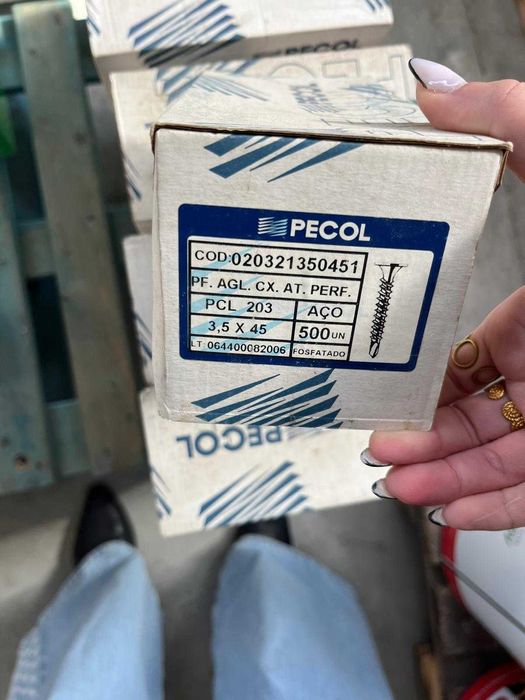 PECOL
PECOL
COD:020321350451
PF. AGL. CX. AT. PERF.
PCL 203
AÇO
3,5 X 45
500UN
LT: 064400082006
FOSFATADO
PECOL